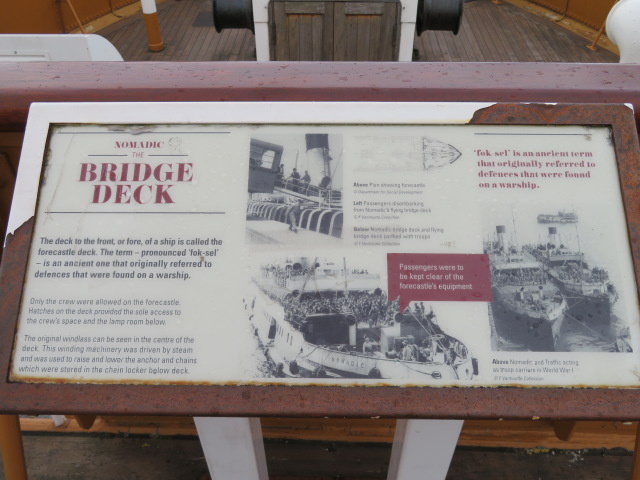 NOMADIC
THE
BRIDGE
DECK
The deck to the front, or fore, of a ship is called the
forecastle deck. The term – pronounced 'fok-sel'
– is an ancient one that originally referred to
defences that were found on a warship.
Only the crew were allowed on the forecastle.
Hatches on the deck provided the sole access to
the crew's space and the lamp room below.
The original windlass can be seen in the centre of the
deck. This winding machinery was driven by steam
and was used to raise and lower the anchor and chains
which were stored in the chain locker below deck.
Above Plan showing forecastle
© Department for Social Development
Left Passengers disembarking
from Nomadic's flying bridge deck
Below Nomadic bridge deck and flying
bridge deck packed with troops
Passengers were to
be kept clear of the
forecastle's equipment
NOMADIC
'fok-sel' is an ancient term
that originally referred to
defences that were found
on a warship.
Above Nomadic and Traffic acting
as troop carriers in World War I